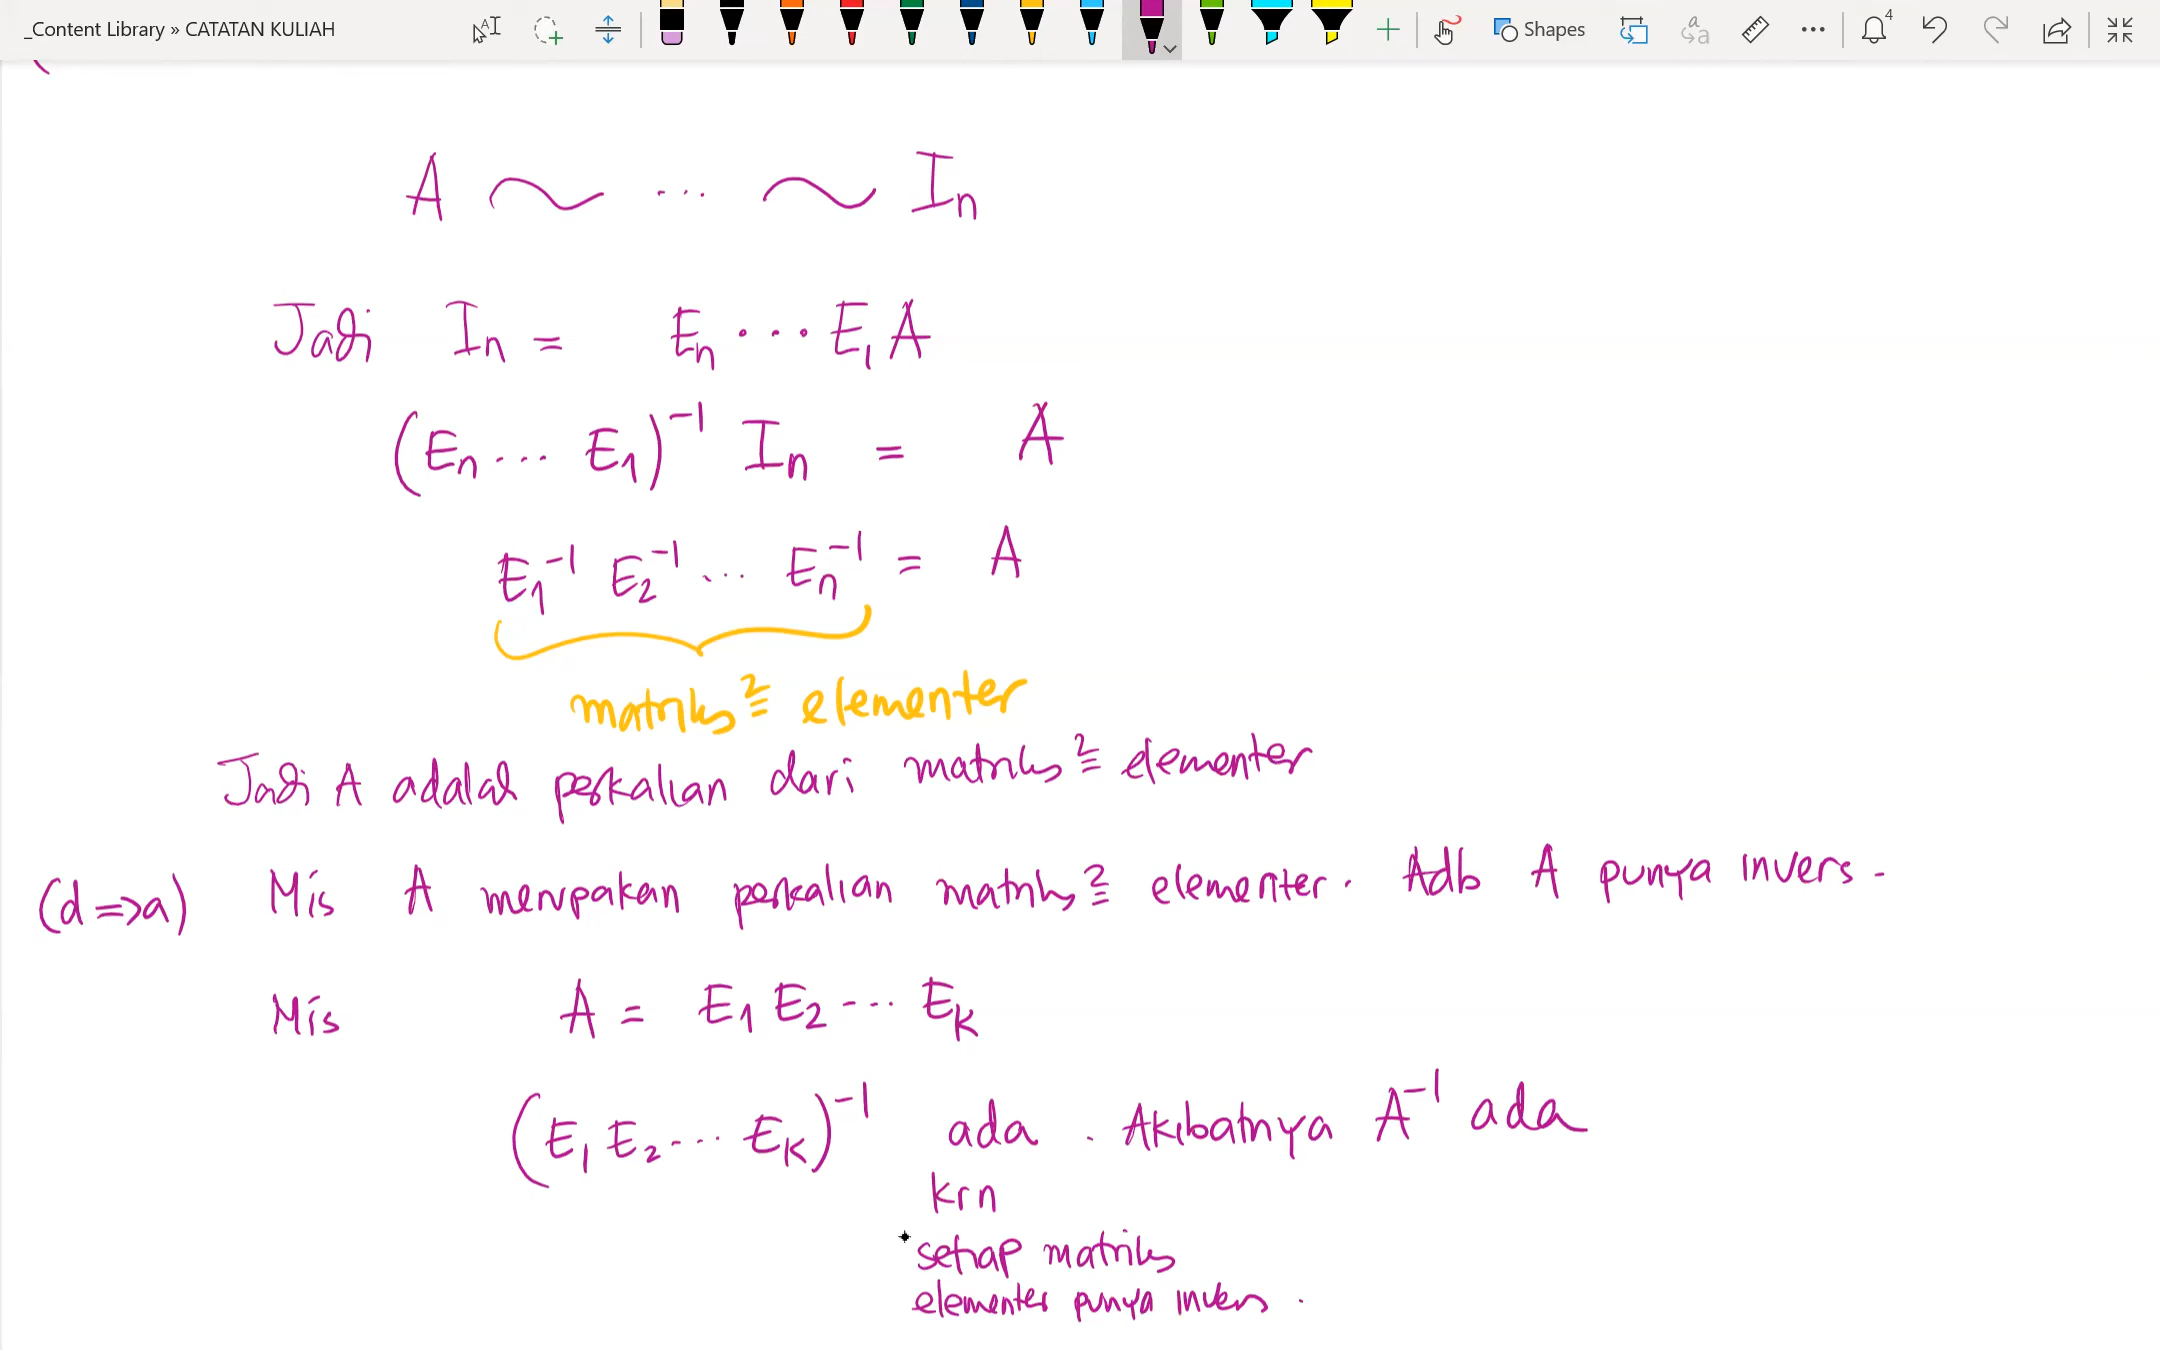 _Content Library » CATATAN KULIAH
Shapes
4
A ~ ... ~ In
Jadi In = En ... E1 A
(En ... E1)⁻¹ In = A
E1⁻¹ E2⁻¹ ... En⁻¹ = A
matriks² elementer
Jadi A adalah perkalian dari matriks² elementer
(d=>a) Mis A merupakan perkalian matriks² elementer. Adb A punya invers.
Mis A = E1 E2 ... Ek
(E1 E2 ... Ek)⁻¹ ada. Akibatnya A⁻¹ ada
krn
setiap matriks
elementer punya invers.